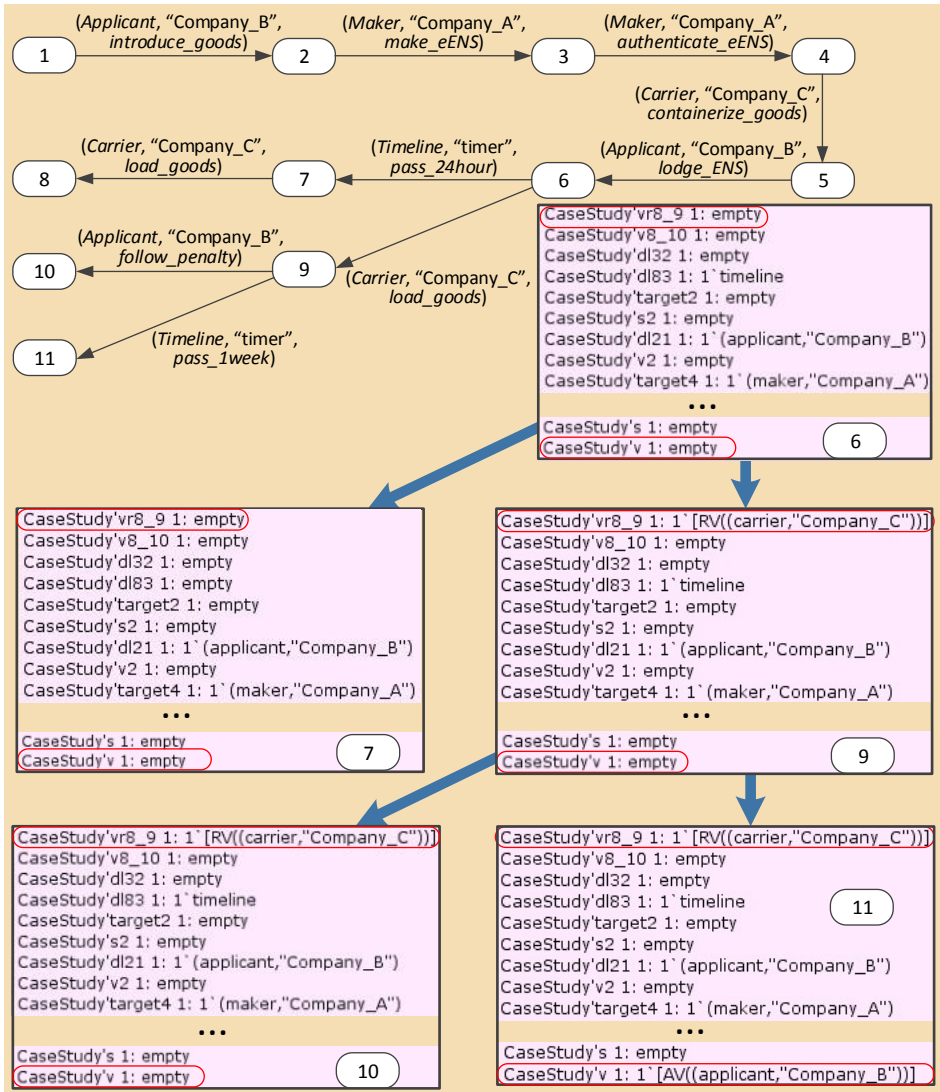 (Applicant, “Company_B”,
introduce_goods)
(Maker, “Company_A”,
make_eENS)
(Maker, “Company_A”,
authenticate_eENS)
1
2
3
4
(Carrier, “Company_C”,
containerize_goods)
(Carrier, “Company_C”,
load_goods)
(Timeline, “timer”,
pass_24hour)
(Applicant, “Company_B”,
lodge_ENS)
8
7
6
5
(Applicant, “Company_B”,
follow_penalty)
10
9
(Carrier, “Company_C”,
load_goods)
(Timeline, “timer”,
pass_1week)
11
CaseStudy'vr8_9 1: empty
CaseStudy'v8_10 1: empty
CaseStudy'dl32 1: empty
CaseStudy'dl83 1: 1`timeline
CaseStudy'target2 1: empty
CaseStudy's2 1: empty
CaseStudy'dl21 1: 1`(applicant,"Company_B")
CaseStudy'v2 1: empty
CaseStudy'target4 1: 1`(maker,"Company_A")
...
CaseStudy's 1: empty
CaseStudy'v 1: empty
6
CaseStudy'vr8_9 1: empty
CaseStudy'v8_10 1: empty
CaseStudy'dl32 1: empty
CaseStudy'dl83 1: empty
CaseStudy'target2 1: empty
CaseStudy's2 1: empty
CaseStudy'dl21 1: 1`(applicant,"Company_B")
CaseStudy'v2 1: empty
CaseStudy'target4 1: 1`(maker,"Company_A")
...
CaseStudy's 1: empty
CaseStudy'v 1: empty
7
CaseStudy'vr8_9 1: 1`[RV((carrier,"Company_C"))]
CaseStudy'v8_10 1: empty
CaseStudy'dl32 1: empty
CaseStudy'dl83 1: 1`timeline
CaseStudy'target2 1: empty
CaseStudy's2 1: empty
CaseStudy'dl21 1: 1`(applicant,"Company_B")
CaseStudy'v2 1: empty
CaseStudy'target4 1: 1`(maker,"Company_A")
...
CaseStudy's 1: empty
CaseStudy'v 1: empty
9
CaseStudy'vr8_9 1: 1`[RV((carrier,"Company_C"))]
CaseStudy'v8_10 1: empty
CaseStudy'dl32 1: empty
CaseStudy'dl83 1: 1`timeline
CaseStudy'target2 1: empty
CaseStudy's2 1: empty
CaseStudy'dl21 1: 1`(applicant,"Company_B")
CaseStudy'v2 1: empty
CaseStudy'target4 1: 1`(maker,"Company_A")
...
CaseStudy's 1: empty
CaseStudy'v 1: empty
10
CaseStudy'vr8_9 1: 1`[RV((carrier,"Company_C"))]
CaseStudy'v8_10 1: empty
CaseStudy'dl32 1: empty
CaseStudy'dl83 1: 1`timeline
CaseStudy'target2 1: empty
CaseStudy's2 1: empty
CaseStudy'dl21 1: 1`(applicant,"Company_B")
CaseStudy'v2 1: empty
CaseStudy'target4 1: 1`(maker,"Company_A")
...
CaseStudy's 1: empty
CaseStudy'v 1: 1`[AV((applicant,"Company_B"))]
11